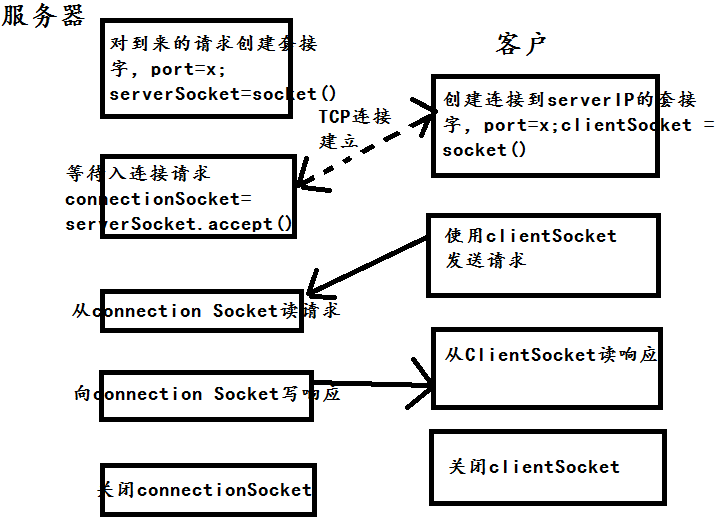 服务器
对到来的请求创建套接
字，port=x;
serverSocket=socket()
等待入连接请求
connectionSocket=
serverSocket.accept()
从connection Socket读请求
向connection Socket写响应
关闭connectionSocket
TCP连接
建立
客户
创建连接到serverIP的套接
字，port=x;clientSocket =
socket()
使用clientSocket
发送请求
从ClientSocket读响应
关闭clientSocket